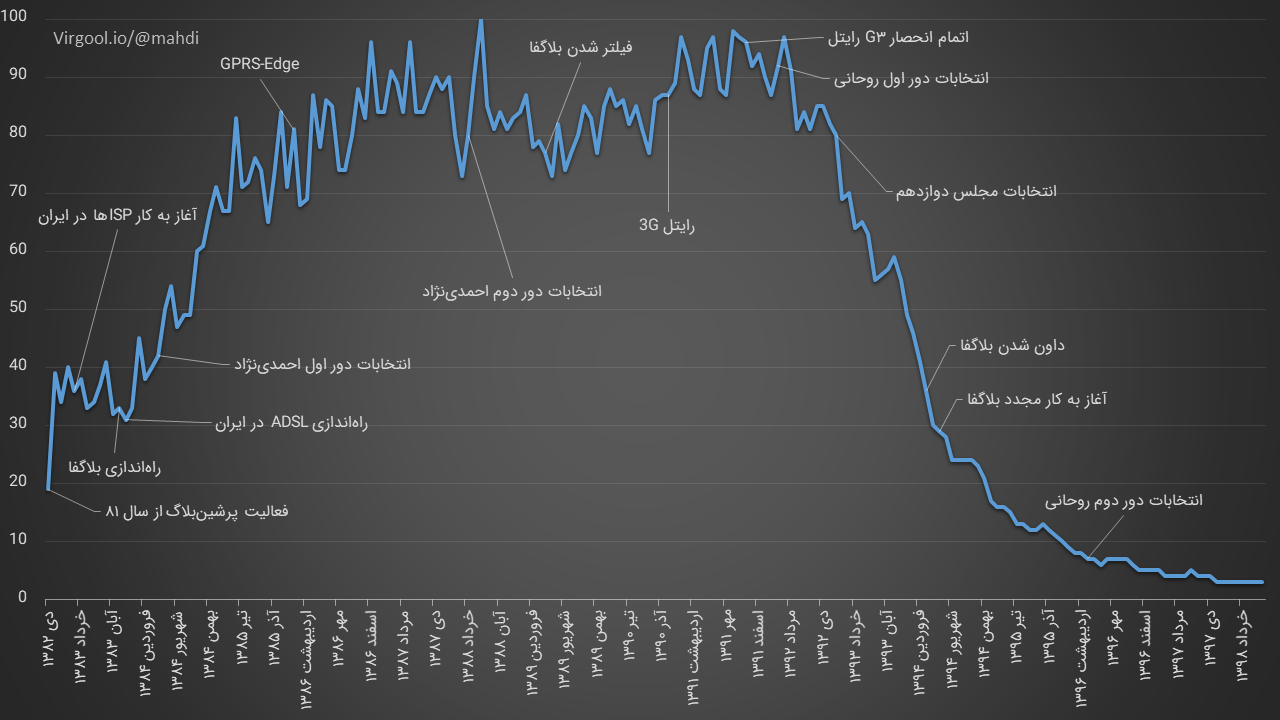 Virgool.io/@mahdi
100
90
80
70
60
50
40
30
20
10
0
فیلتر شدن بلاگفا
اتمام انحصار G۳ رایتل
GPRS-Edge
انتخابات دور اول روحانی
انتخابات مجلس دوازدهم
آغاز به کار ISPها در ایران
رایتل 3G
انتخابات دور دوم احمدی‌نژاد
داون شدن بلاگفا
انتخابات دور اول احمدی‌نژاد
آغاز به کار مجدد بلاگفا
راه‌اندازی ADSL در ایران
راه‌اندازی بلاگفا
انتخابات دور دوم روحانی
فعالیت پرشین‌بلاگ از سال ۸۱
دی ۱۳۸۲
خرداد ۱۳۸۳
آبان ۱۳۸۳
فروردین ۱۳۸۴
شهریور ۱۳۸۴
بهمن ۱۳۸۴
تیر ۱۳۸۵
آذر ۱۳۸۵
اردیبهشت ۱۳۸۶
مهر ۱۳۸۶
اسفند ۱۳۸۶
مرداد ۱۳۸۷
دی ۱۳۸۷
خرداد ۱۳۸۸
آبان ۱۳۸۸
فروردین ۱۳۸۹
شهریور ۱۳۸۹
بهمن ۱۳۸۹
تیر ۱۳۹۰
آذر ۱۳۹۰
اردیبهشت ۱۳۹۱
مهر ۱۳۹۱
اسفند ۱۳۹۱
مرداد ۱۳۹۲
دی ۱۳۹۲
خرداد ۱۳۹۳
آبان ۱۳۹۳
فروردین ۱۳۹۴
شهریور ۱۳۹۴
بهمن ۱۳۹۴
تیر ۱۳۹۵
آذر ۱۳۹۵
اردیبهشت ۱۳۹۶
مهر ۱۳۹۶
اسفند ۱۳۹۶
مرداد ۱۳۹۷
دی ۱۳۹۷
خرداد ۱۳۹۸